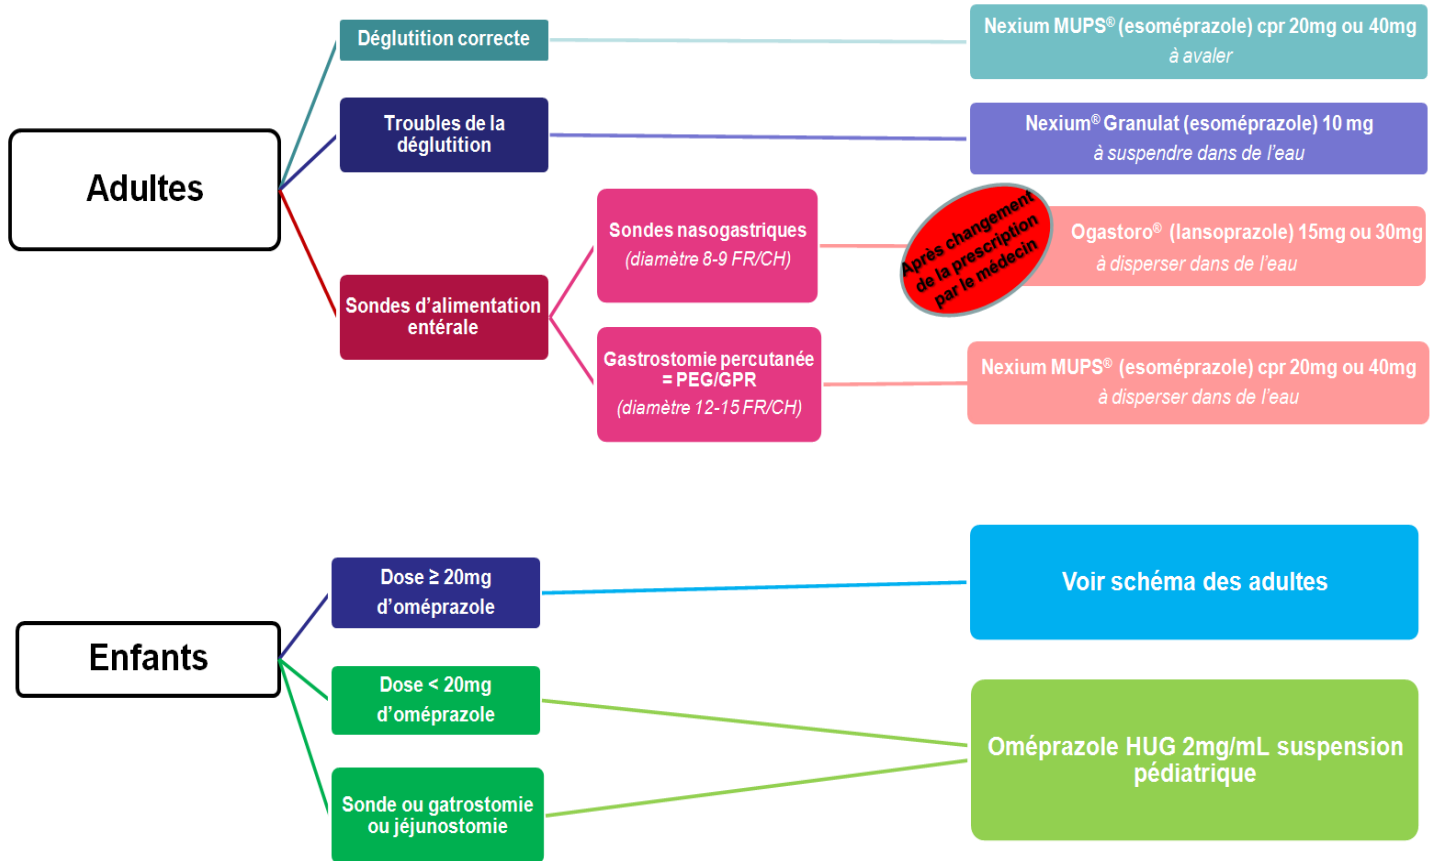 Adultes
Déglutition correcte
Nexium MUPS® (esoméprazole) cpr 20mg ou 40mg
à avaler
Troubles de la
déglutition
Nexium® Granulat (esoméprazole) 10 mg
à suspendre dans de l'eau
Sondes d'alimentation
entérale
Sondes nasogastriques
(diamètre 8-9 FR/CH)
Après changement
de la prescription
par le médecin
Ogastoro® (lansoprazole) 15mg ou 30mg
à disperser dans de l'eau
Gastrostomie percutanée
= PEG/GPR
(diamètre 12-15 FR/CH)
Nexium MUPS® (esoméprazole) cpr 20mg ou 40mg
à disperser dans de l'eau
Enfants
Dose ≥ 20mg
d'oméprazole
Voir schéma des adultes
Dose < 20mg
d'oméprazole
Sonde ou gatrostomie
ou jéjunostomie
Oméprazole HUG 2mg/mL suspension
pédiatrique